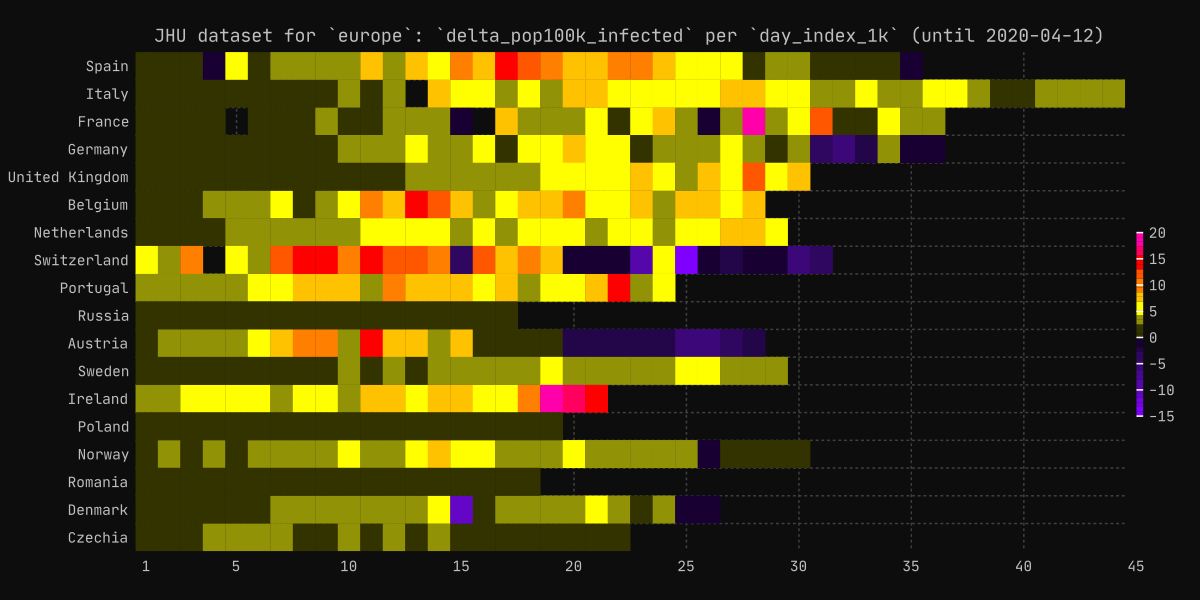 JHU dataset for `europe`: `delta_pop100k_infected` per `day_index_1k` (until 2020-04-12)
Spain
Italy
France
Germany
United Kingdom
Belgium
Netherlands
Switzerland
Portugal
Russia
Austria
Sweden
Ireland
Poland
Norway
Romania
Denmark
Czechia
1 5 10 15 20 25 30 35 40 45
20
15
10
5
0
-5
-10
-15